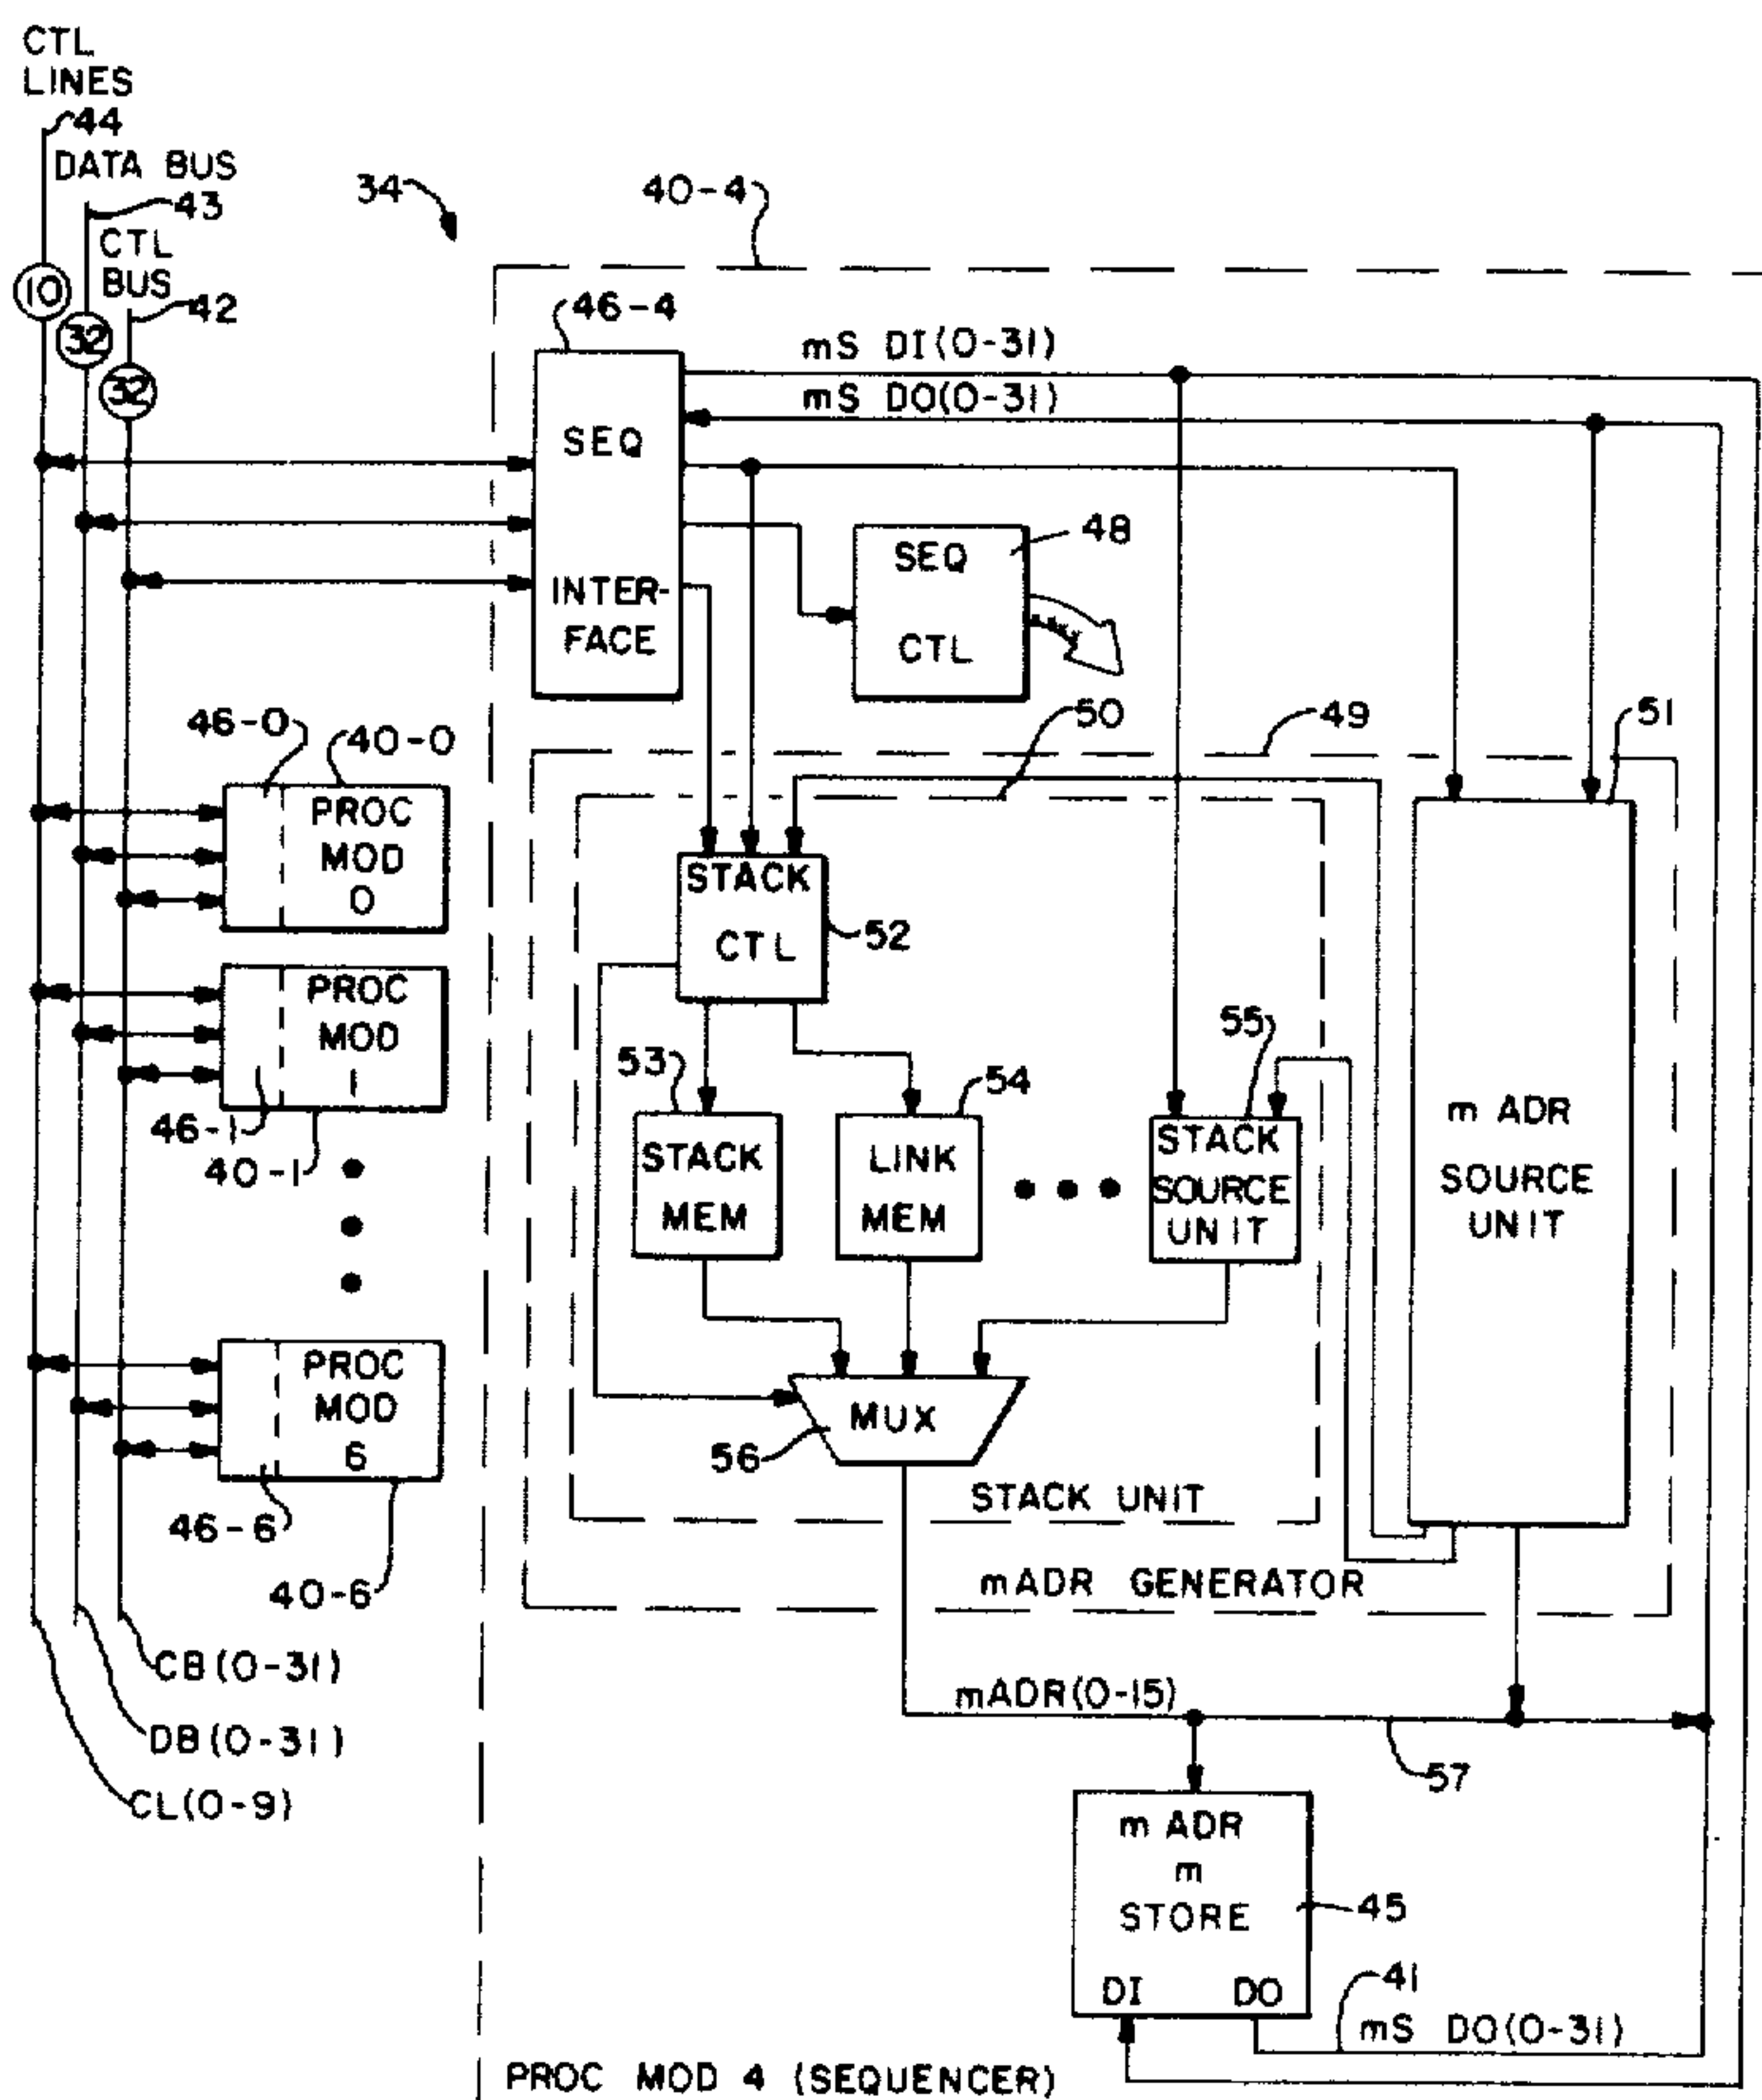 CTL
LINES
44
DATA BUS
43
CTL
BUS
42
10
32
32
34
40-4
46-4
mS DI(0-31)
mS DO(0-31)
SEQ
INTER-
FACE
SEQ
CTL
48
46-0
40-0
PROC
MOD
0
50
49
51
STACK
CTL
52
PROC
MOD
1
46-1
40-1
53
STACK
MEM
54
LINK
MEM
55
STACK
SOURCE
UNIT
m ADR
SOURCE
UNIT
PROC
MOD
6
46-6
40-6
MUX
56
STACK UNIT
mADR GENERATOR
CB(0-31)
DB(0-31)
CL(0-9)
mADR(0-15)
57
m ADR
m
STORE
45
DI
DO
41
mS DO(0-31)
PROC MOD 4 (SEQUENCER)